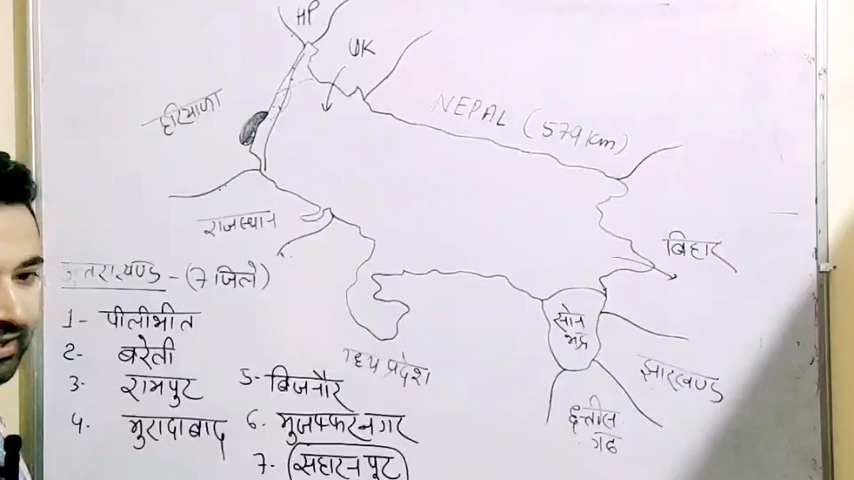 HP
UK
NEPAL (579 Km)
हरियाणा
राजस्थान
बिहार
उत्तराखण्ड - (7 जिले)
1- पीलीभीत
2- बरेली
3- रामपुर
4- मुरादाबाद
5- बिजनौर
6- मुजफ्फरनगर
7- सहारनपुर
मध्य प्रदेश
सोन
भद्र
झारखण्ड
छत्तीस
गढ